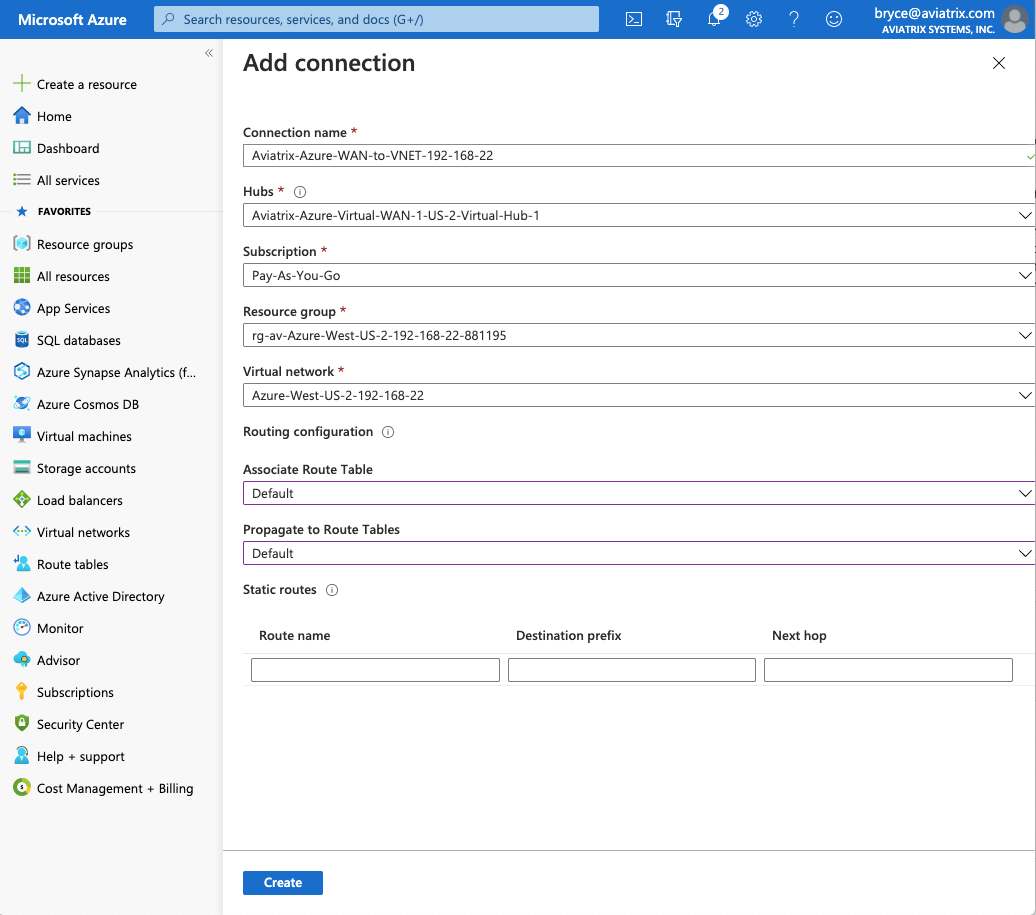 Microsoft Azure
Search resources, services, and docs (G+/)
2
bryce@aviatrix.com
AVIATRIX SYSTEMS, INC.
«
Create a resource
Home
Dashboard
All services
FAVORITES
Resource groups
All resources
App Services
SQL databases
Azure Synapse Analytics (f...
Azure Cosmos DB
Virtual machines
Storage accounts
Load balancers
Virtual networks
Route tables
Azure Active Directory
Monitor
Advisor
Subscriptions
Security Center
Help + support
Cost Management + Billing
Add connection
Connection name *
Aviatrix-Azure-WAN-to-VNET-192-168-22
Hubs *
Aviatrix-Azure-Virtual-WAN-1-US-2-Virtual-Hub-1
Subscription *
Pay-As-You-Go
Resource group *
rg-av-Azure-West-US-2-192-168-22-881195
Virtual network *
Azure-West-US-2-192-168-22
Routing configuration
Associate Route Table
Default
Propagate to Route Tables
Default
Static routes
Route name Destination prefix Next hop
Create